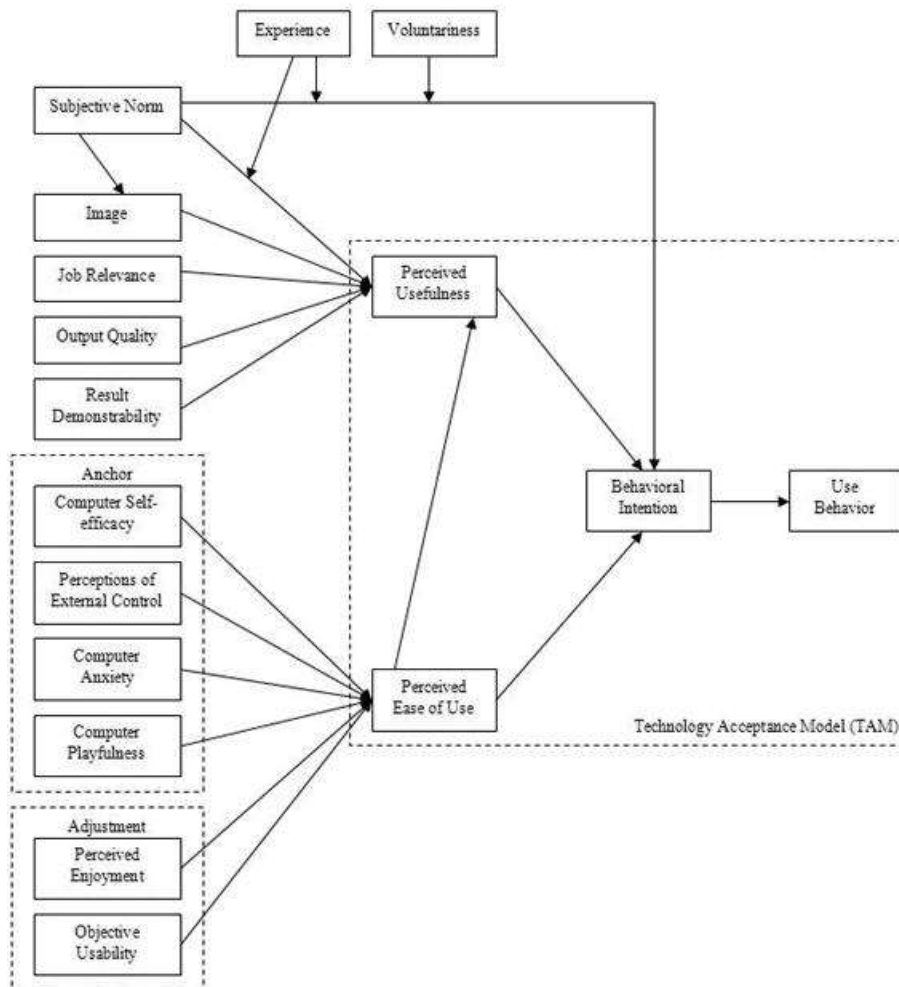 Experience
Voluntariness
Subjective Norm
Image
Job Relevance
Output Quality
Result
Demonstrability
Perceived
Usefulness
Anchor
Computer Self-
efficacy
Perceptions of
External Control
Computer
Anxiety
Computer
Playfulness
Behavioral
Intention
Use
Behavior
Perceived
Ease of Use
Technology Acceptance Model (TAM)
Adjustment
Perceived
Enjoyment
Objective
Usability